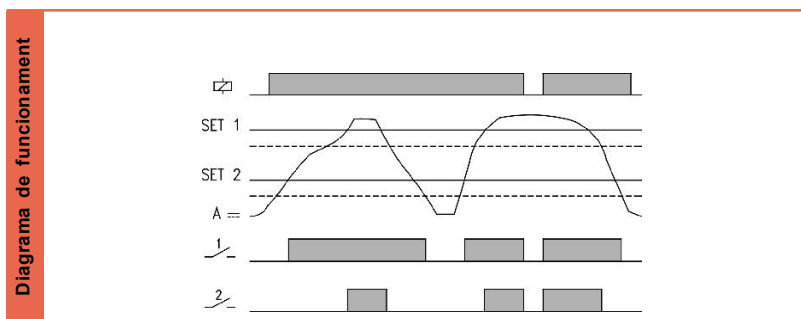 Diagrama de funcionament
SET 1
SET 2
A
1
2